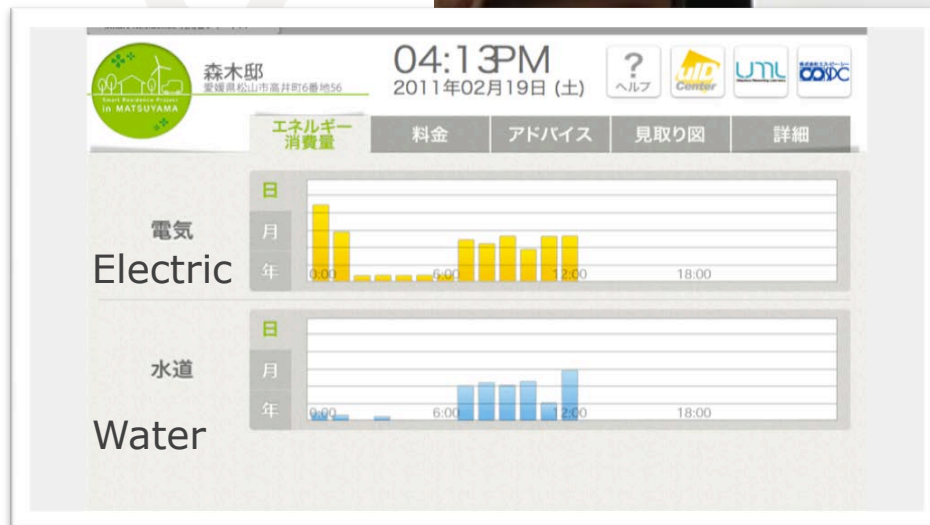 森木邸
愛媛県松山市高井町6番地56
04:13PM
2011年02月19日 (土)
?
ヘルプ
UID
Center
UNL
Smart Residence Project
in MATSUYAMA
エネルギー
消費量
料金
アドバイス
見取り図
詳細
電気
Electric
日
月
年
0:00
6:00
12:00
18:00
水道
Water
日
月
年
0:00
6:00
12:00
18:00